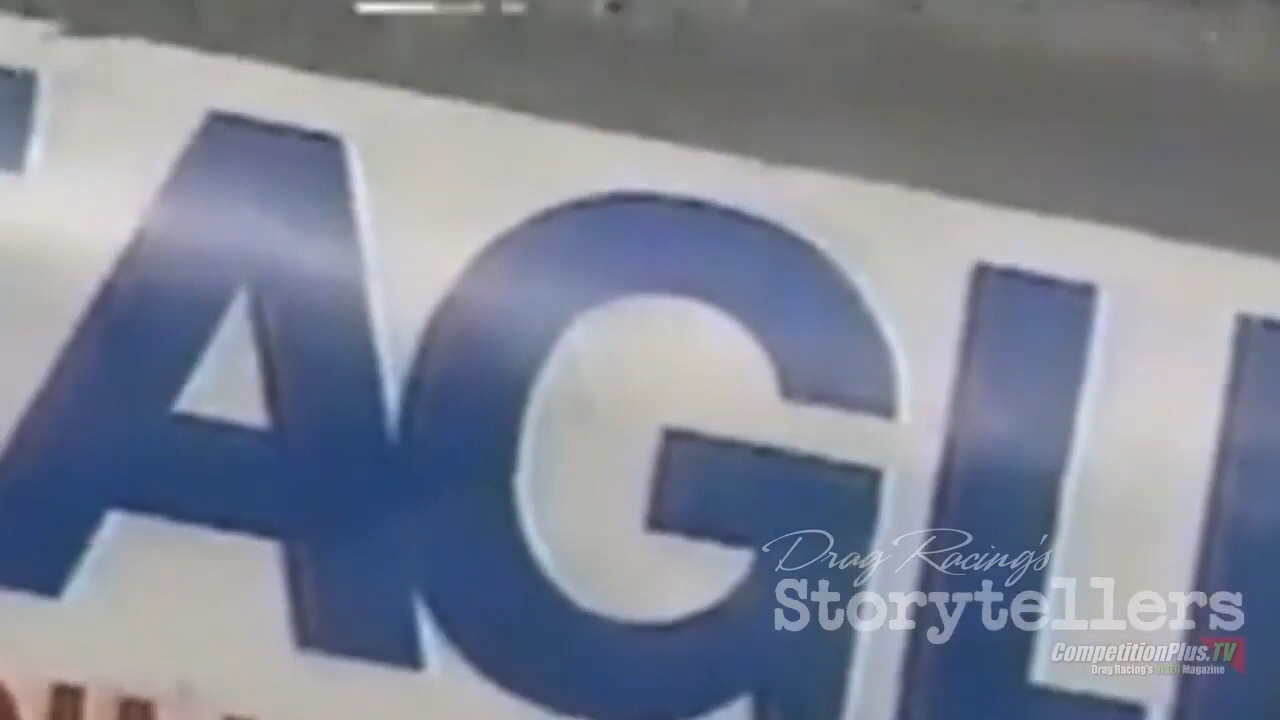 AGL
Drag Racing's
Storytellers
CompetitionPlus.TV
Drag Racing's VIDEO Magazine